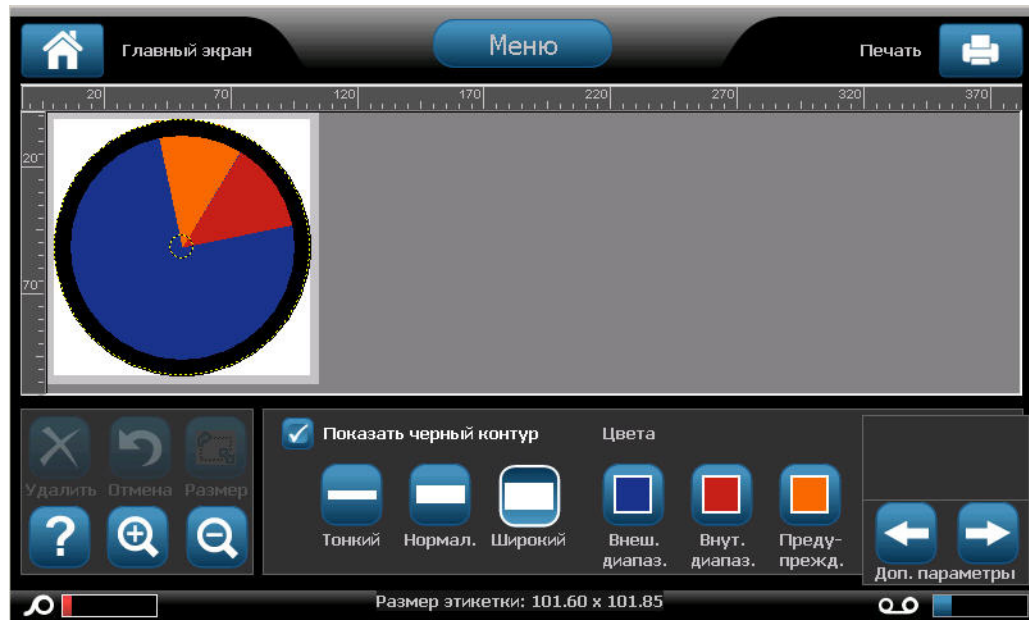 Главный экран
Меню
Печать
20 70 120 170 220 270 320 370
20
70
Показать черный контур
Цвета
Удалить Отмена Размер
Тонкий Нормал. Широкий
Внеш. диапаз.
Внут. диапаз.
Преду-
прежд.
?
Доп. параметры
Размер этикетки: 101.60 x 101.85